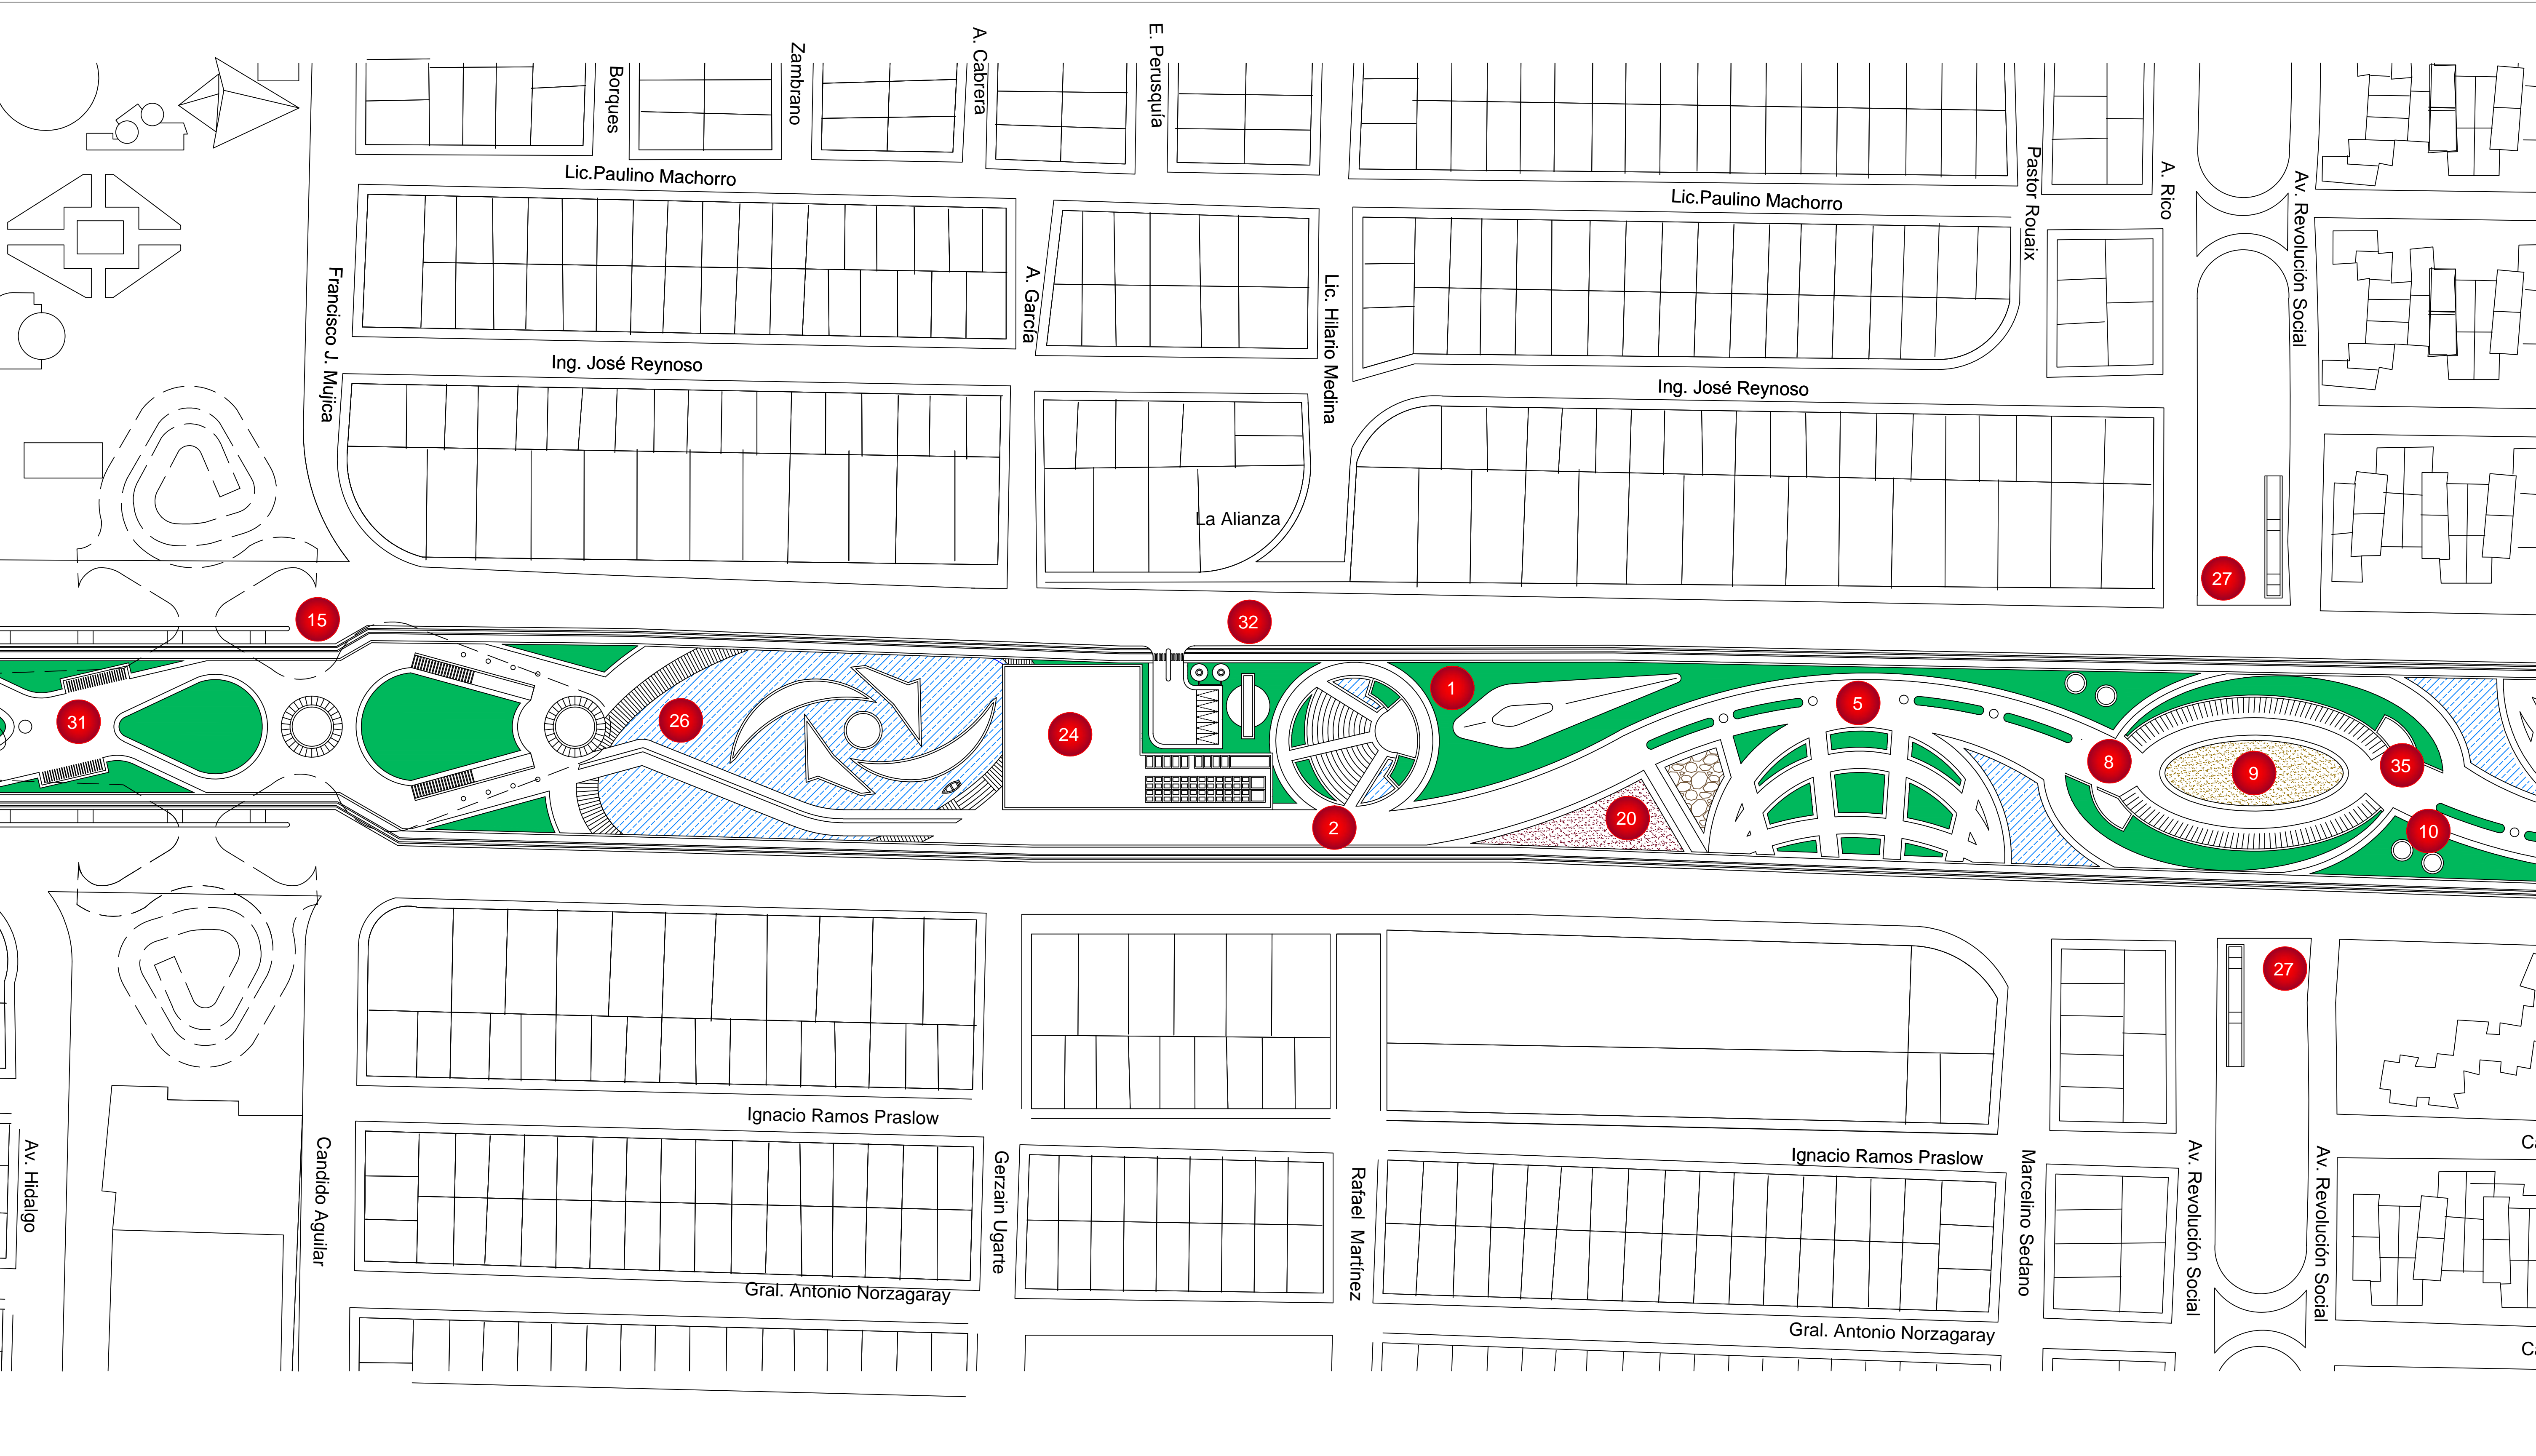 Borques
Zambrano
A. Cabrera
E. Perusquía
Lic.Paulino Machorro
Lic.Paulino Machorro
Pastor Rouaix
A. Rico
Av. Revolución Social
Francisco J. Mujica
A. García
Lic. Hilario Medina
Ing. José Reynoso
Ing. José Reynoso
La Alianza
27
15
32
31
26
24
1
5
8
9
35
2
20
10
27
Ignacio Ramos Praslow
Ignacio Ramos Praslow
Av. Hidalgo
Candido Aguilar
Gerzain Ugarte
Rafael Martínez
Marcelino Sedano
Av. Revolución Social
Av. Revolución Social
Gral. Antonio Norzagaray
Gral. Antonio Norzagaray